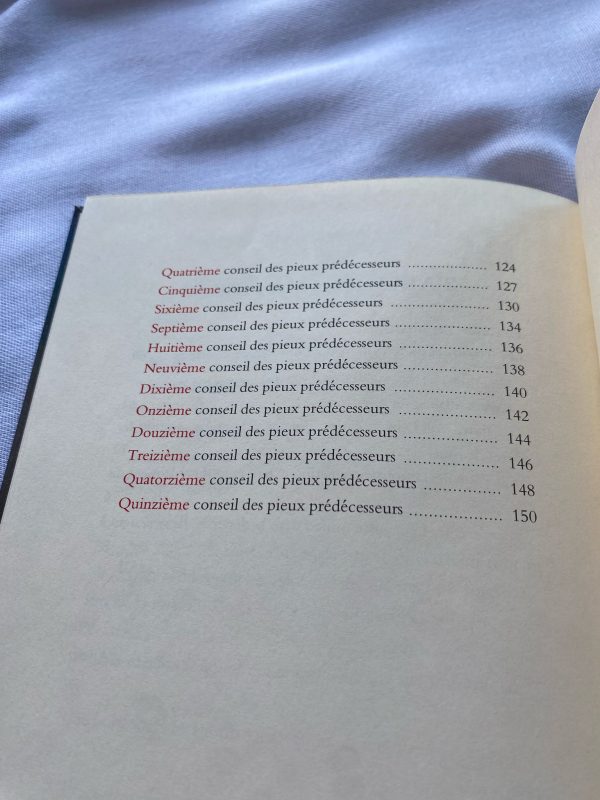 Quatrième conseil des pieux prédécesseurs .................... 124
Cinquième conseil des pieux prédécesseurs .................... 127
Sixième conseil des pieux prédécesseurs ........................ 130
Septième conseil des pieux prédécesseurs ....................... 134
Huitième conseil des pieux prédécesseurs ....................... 136
Neuvième conseil des pieux prédécesseurs ...................... 138
Dixième conseil des pieux prédécesseurs ........................ 140
Onzième conseil des pieux prédécesseurs ....................... 142
Douzième conseil des pieux prédécesseurs ...................... 144
Treizième conseil des pieux prédécesseurs ...................... 146
Quatorzième conseil des pieux prédécesseurs .................. 148
Quinzième conseil des pieux prédécesseurs .................... 150